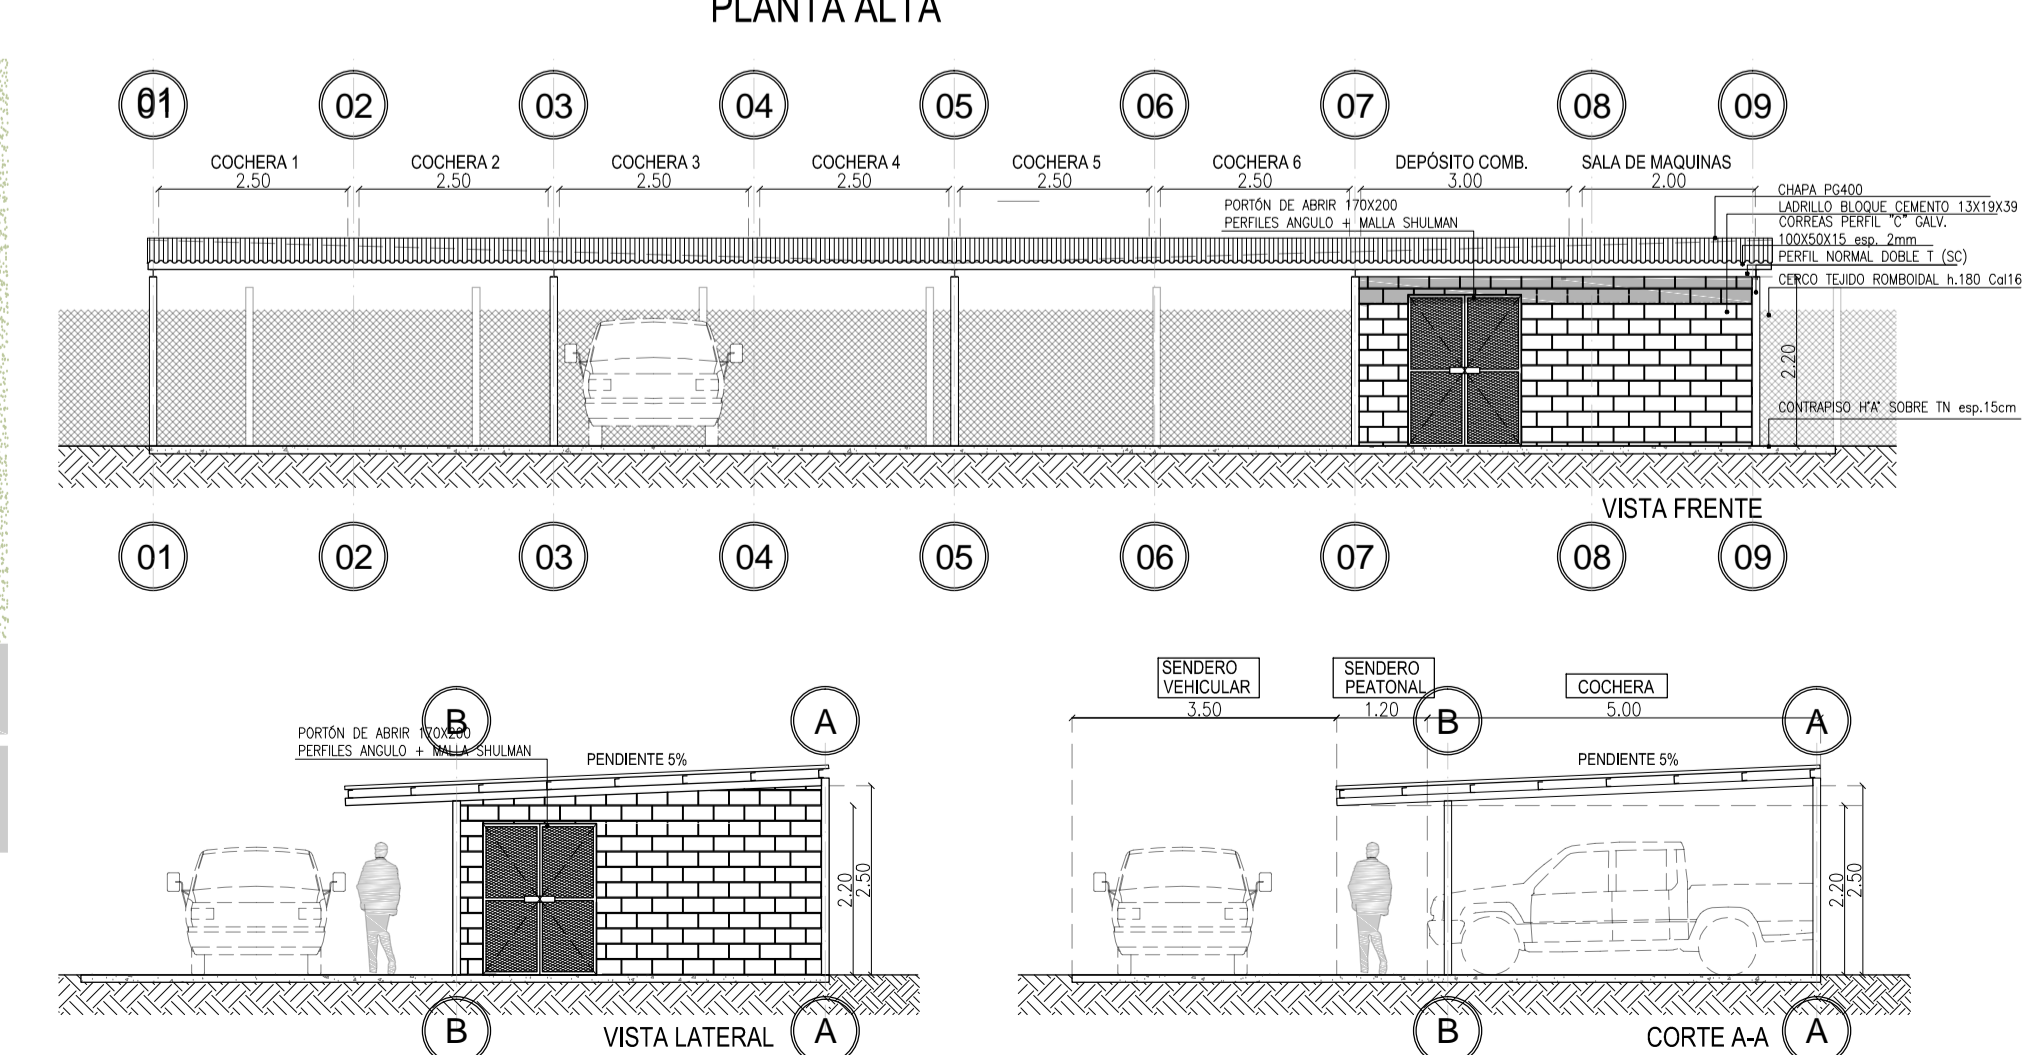 PLANTA ALTA
01 02 03 04 05 06 07 08 09
COCHERA 1 COCHERA 2 COCHERA 3 COCHERA 4 COCHERA 5 COCHERA 6 DEPÓSITO COMB. SALA DE MAQUINAS
2.50 2.50 2.50 2.50 2.50 2.50 3.00 2.00
PORTÓN DE ABRIR 170X200
PERFILES ANGULO + MALLA SHULMAN
CHAPA PG400
LADRILLO BLOQUE CEMENTO 13X19X39
CORREAS PERFIL "C" GALV.
100X50X15 esp. 2mm
PERFIL NORMAL DOBLE T (SC)
CERCO TEJIDO ROMBOIDAL h.180 Cal16
2.20
CONTRAPISO H°A° SOBRE TN esp.15cm
VISTA FRENTE
01 02 03 04 05 06 07 08 09
B A
PORTÓN DE ABRIR 170X200
PERFILES ANGULO + MALLA SHULMAN
PENDIENTE 5%
2.20
2.50
B A
VISTA LATERAL
SENDERO
VEHICULAR
3.50
SENDERO
PEATONAL
1.20
COCHERA
5.00
B A
PENDIENTE 5%
2.20
2.50
B A
CORTE A-A